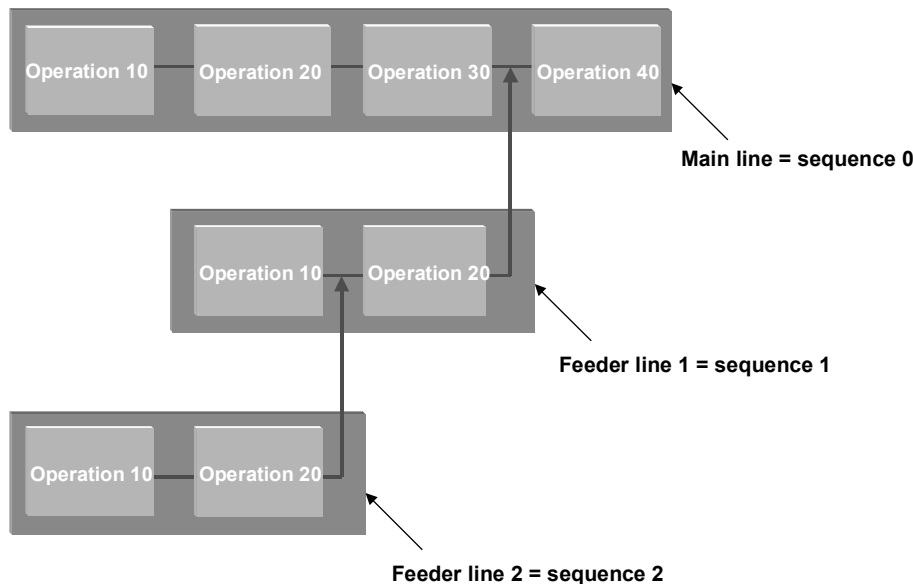 Operation 10 Operation 20 Operation 30 Operation 40
Main line = sequence 0
Operation 10 Operation 20
Feeder line 1 = sequence 1
Operation 10 Operation 20
Feeder line 2 = sequence 2